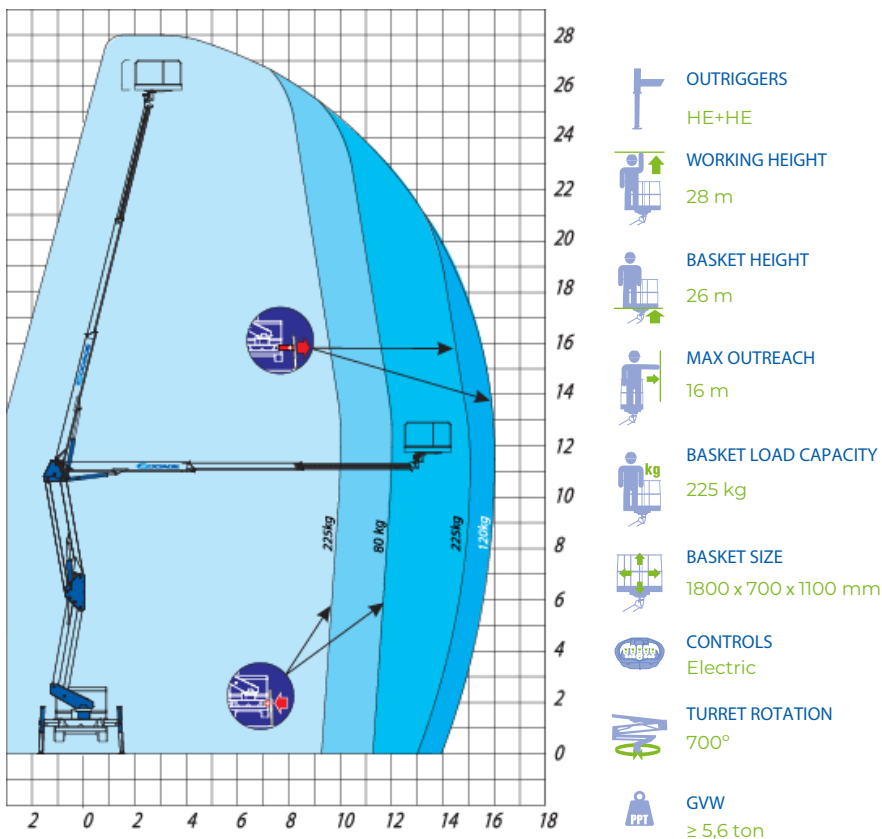 28
26
24
22
20
18
16
14
12
10
8
6
4
2
0
225kg
80 kg
225kg
120kg
2 0 2 4 6 8 10 12 14 16 18
OUTRIGGERS
HE+HE
WORKING HEIGHT
28 m
BASKET HEIGHT
26 m
MAX OUTREACH
16 m
kg
BASKET LOAD CAPACITY
225 kg
BASKET SIZE
1800 x 700 x 1100 mm
CONTROLS
Electric
TURRET ROTATION
700°
PPT
GVW
≥ 5,6 ton